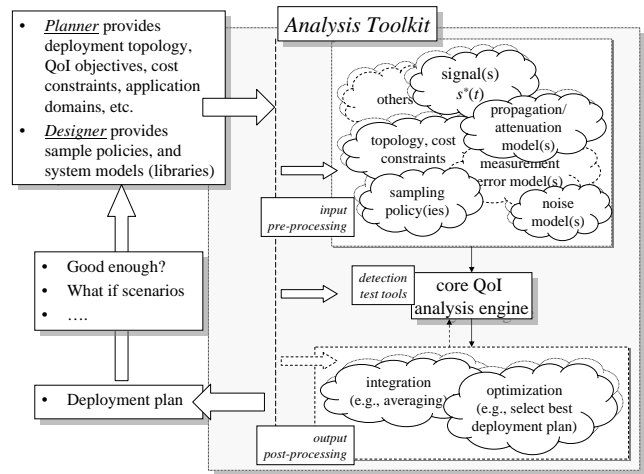 Analysis Toolkit
• Planner provides
deployment topology,
QoI objectives, cost
constraints, application
domains, etc.
• Designer provides
sample policies, and
system models (libraries)
signal(s)
s*(t)
others
propagation/
attenuation
model(s)
topology, cost
constraints
measurement
error model(s)
sampling
policy(ies)
noise
model(s)
input
pre-processing
• Good enough?
• What if scenarios
• ….
detection
test tools
core QoI
analysis engine
integration
(e.g., averaging)
optimization
(e.g., select best
deployment plan)
• Deployment plan
output
post-processing